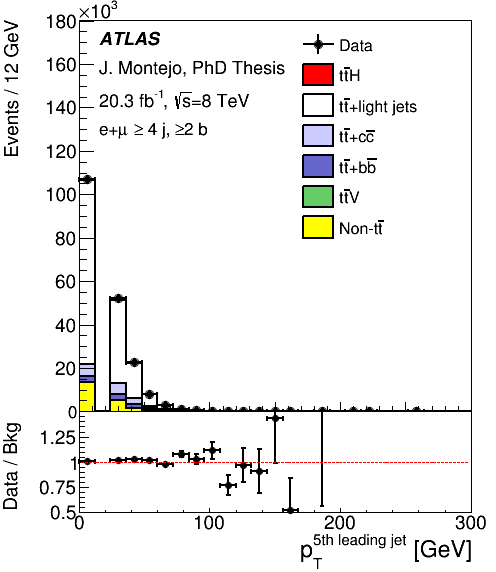 ×10³
Events / 12 GeV
180
160
140
120
100
80
60
40
20
0
ATLAS
J. Montejo, PhD Thesis
20.3 fb⁻¹, √s=8 TeV
e+μ ≥ 4 j, ≥2 b
Data
tt̄H
tt̄+light jets
tt̄+cc̄
tt̄+bb̄
tt̄V
Non-tt̄
Data / Bkg
1.25
1
0.75
0.5
0 100 200 300
p_T^5th leading jet [GeV]